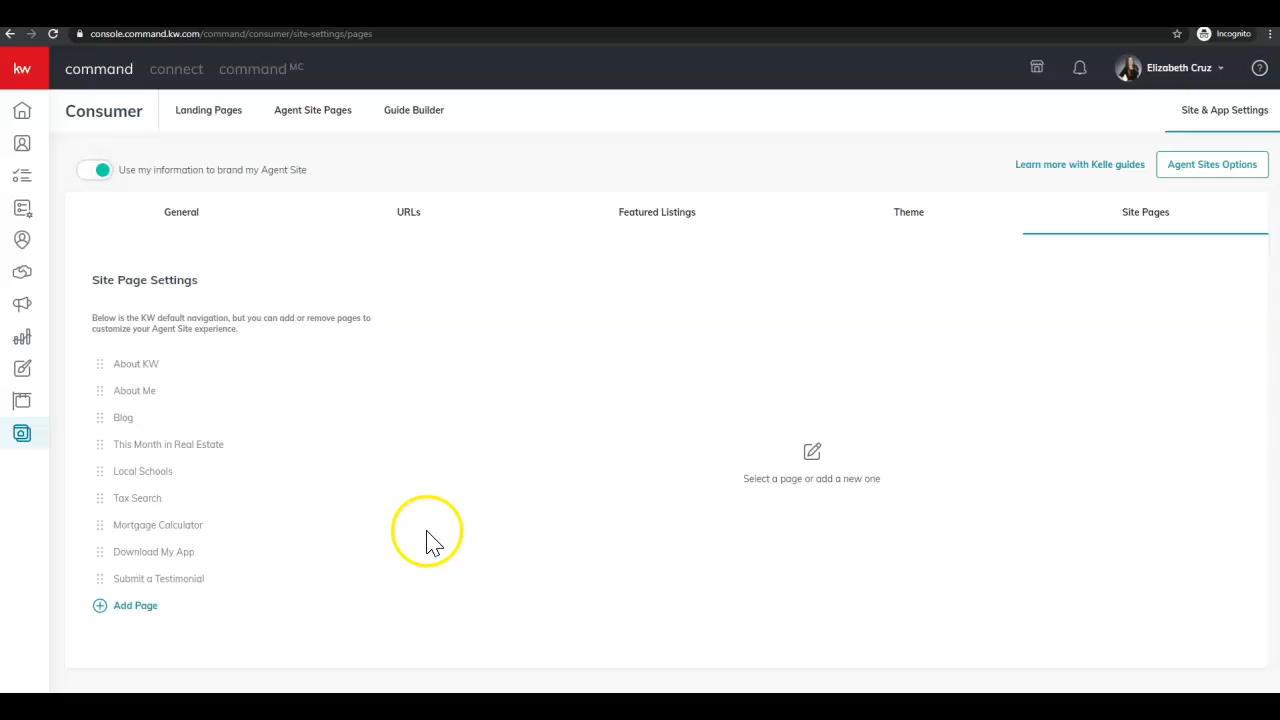 console.command.kw.com/command/consumer/site-settings/pages
Incognito
kw
command connect command MC
Elizabeth Cruz
?
Consumer
Landing Pages
Agent Site Pages
Guide Builder
Site & App Settings
Use my information to brand my Agent Site
Learn more with Kelle guides
Agent Sites Options
General
URLs
Featured Listings
Theme
Site Pages
Site Page Settings
Below is the KW default navigation, but you can add or remove pages to
customize your Agent Site experience.
About KW
About Me
Blog
This Month in Real Estate
Local Schools
Tax Search
Mortgage Calculator
Download My App
Submit a Testimonial
Add Page
Select a page or add a new one